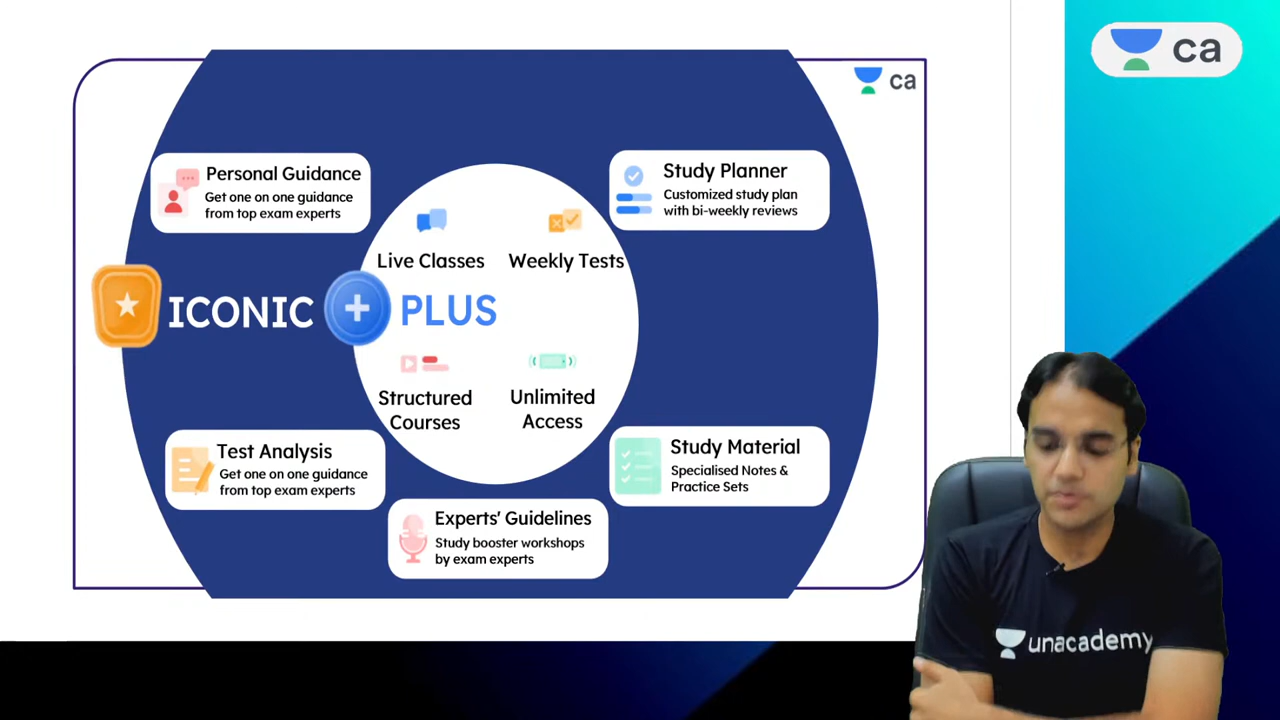 ca
ca
Personal Guidance
Get one on one guidance
from top exam experts
Study Planner
Customized study plan
with bi-weekly reviews
Live Classes
Weekly Tests
ICONIC
PLUS
Structured
Courses
Unlimited
Access
Test Analysis
Get one on one guidance
from top exam experts
Study Material
Specialised Notes &
Practice Sets
Experts' Guidelines
Study booster workshops
by exam experts
unacademy